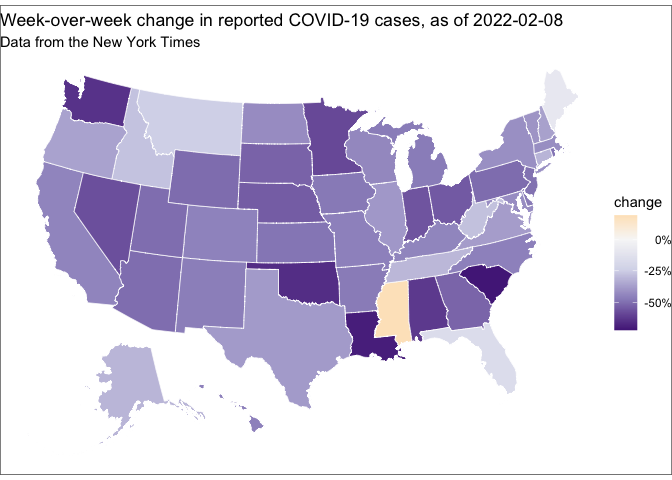 Week-over-week change in reported COVID-19 cases, as of 2022-02-08
Data from the New York Times
change
0%
-25%
-50%